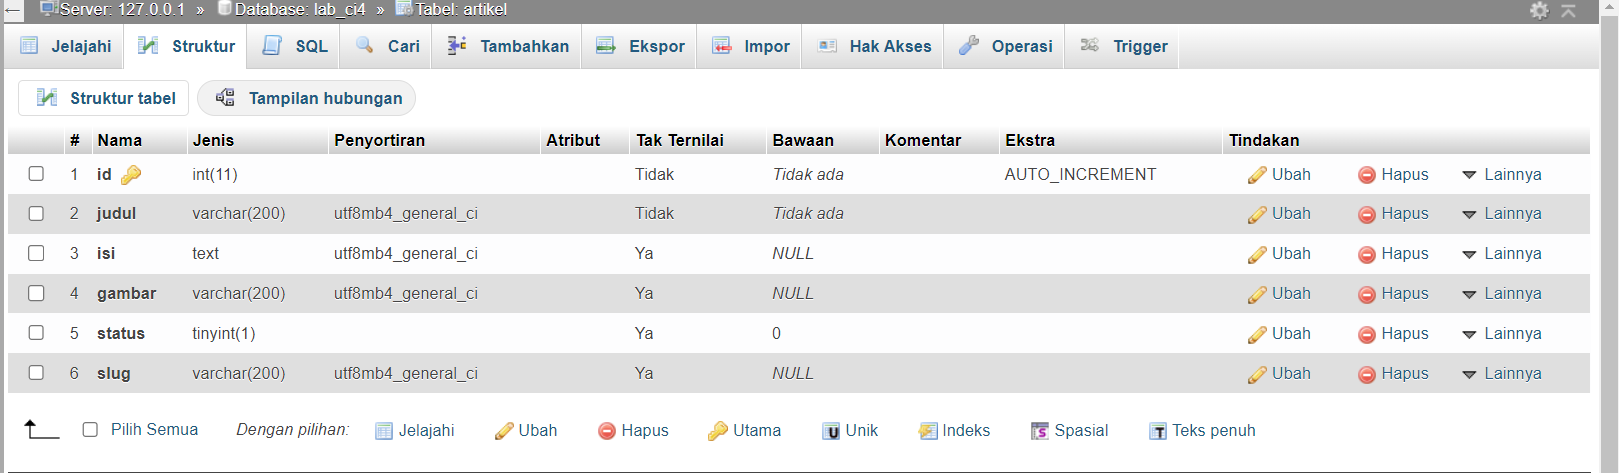 Server: 127.0.0.1 » Database: lab_ci4 » Tabel: artikel
Jelajahi Struktur SQL Cari Tambahkan Ekspor Impor Hak Akses Operasi Trigger
Struktur tabel Tampilan hubungan
# Nama Jenis Penyortiran Atribut Tak Ternilai Bawaan Komentar Ekstra Tindakan
1 id int(11) Tidak Tidak ada AUTO_INCREMENT Ubah Hapus Lainnya
2 judul varchar(200) utf8mb4_general_ci Tidak Tidak ada Ubah Hapus Lainnya
3 isi text utf8mb4_general_ci Ya NULL Ubah Hapus Lainnya
4 gambar varchar(200) utf8mb4_general_ci Ya NULL Ubah Hapus Lainnya
5 status tinyint(1) Ya 0 Ubah Hapus Lainnya
6 slug varchar(200) utf8mb4_general_ci Ya NULL Ubah Hapus Lainnya
Pilih Semua Dengan pilihan: Jelajahi Ubah Hapus Utama Unik Indeks Spasial Teks penuh